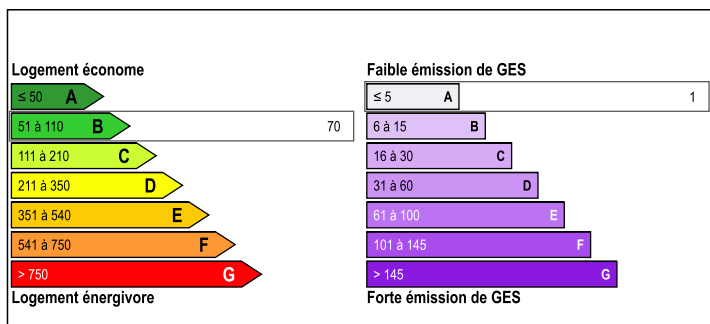 Logement économe
≤ 50 A
51 à 110 B 70
111 à 210 C
211 à 350 D
351 à 540 E
541 à 750 F
> 750 G
Logement énergivore
Faible émission de GES
≤ 5 A 1
6 à 15 B
16 à 30 C
31 à 60 D
61 à 100 E
101 à 145 F
> 145 G
Forte émission de GES